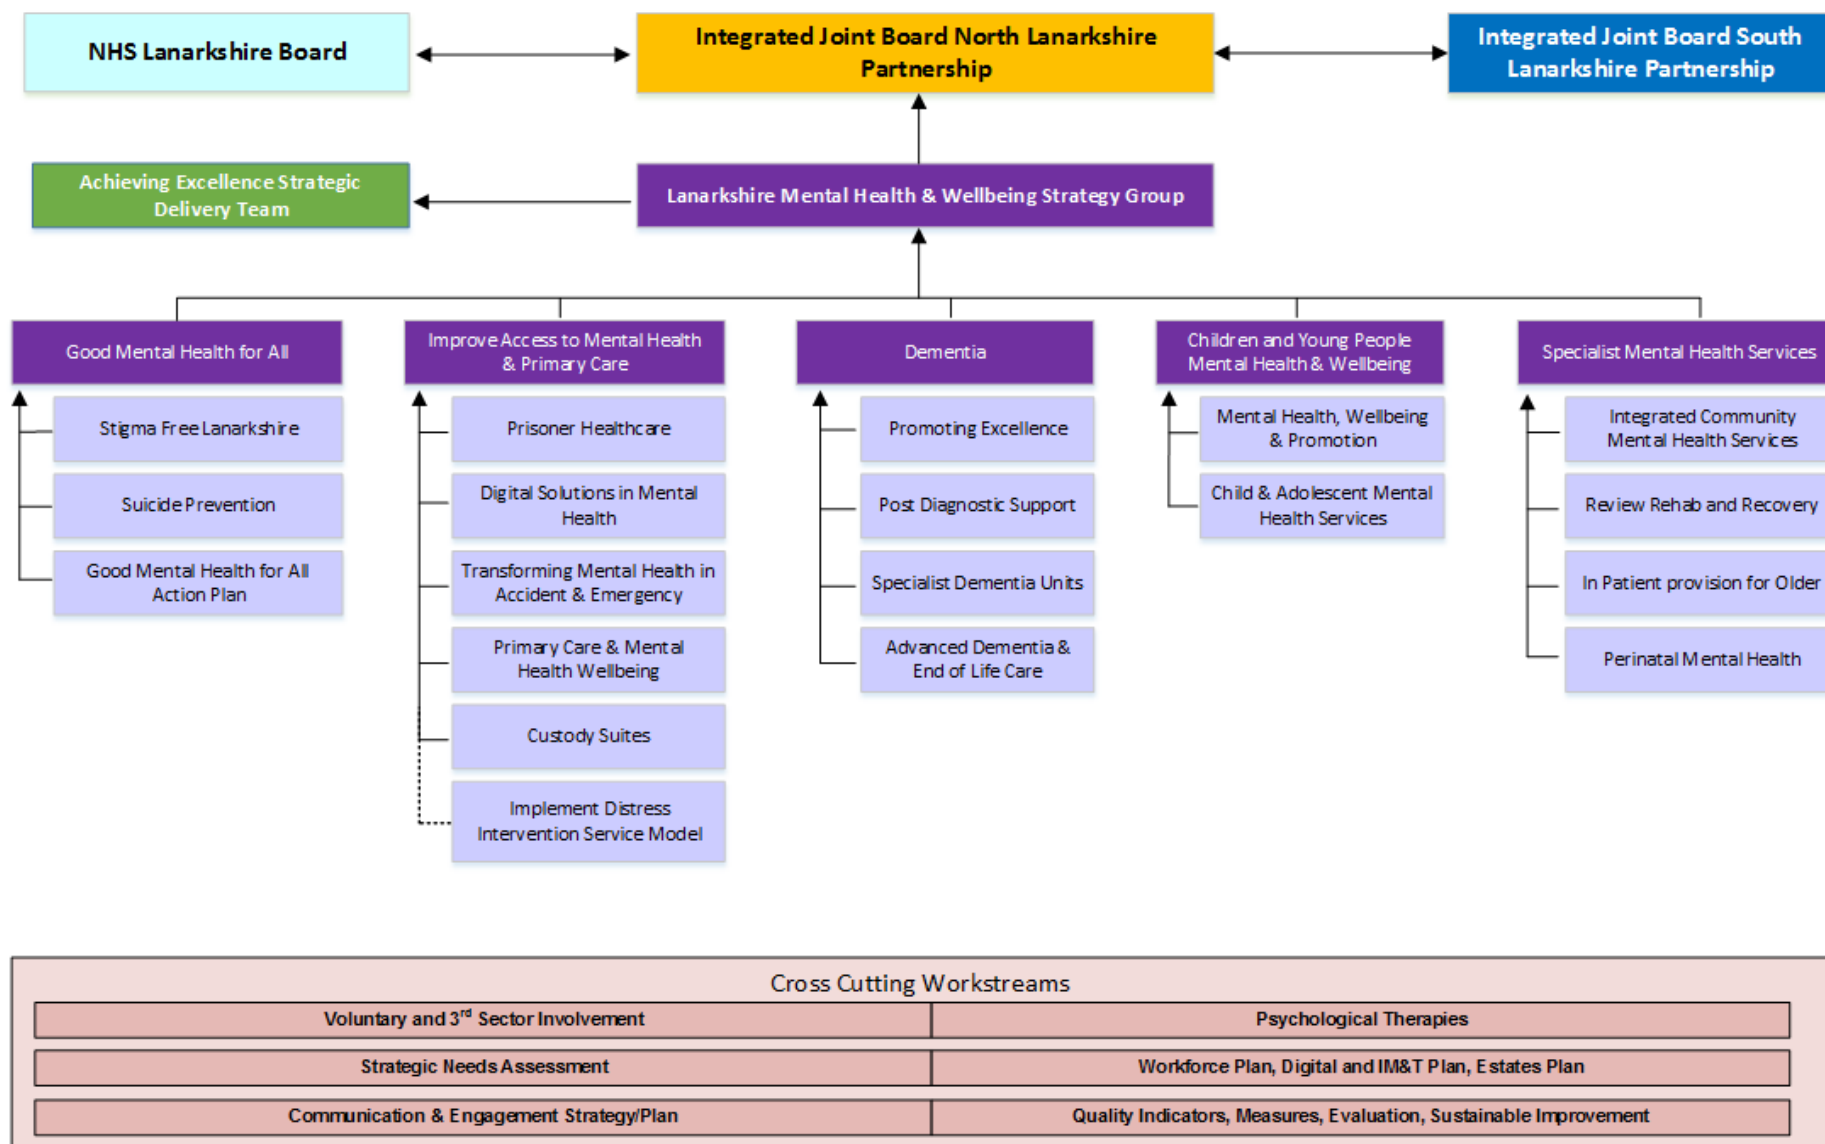 NHS Lanarkshire Board
Integrated Joint Board North Lanarkshire
Partnership
Integrated Joint Board South
Lanarkshire Partnership
Achieving Excellence Strategic
Delivery Team
Lanarkshire Mental Health & Wellbeing Strategy Group
Good Mental Health for All
Stigma Free Lanarkshire
Suicide Prevention
Good Mental Health for All
Action Plan
Improve Access to Mental Health
& Primary Care
Prisoner Healthcare
Digital Solutions in Mental
Health
Transforming Mental Health in
Accident & Emergency
Primary Care & Mental
Health Wellbeing
Custody Suites
Implement Distress
Intervention Service Model
Dementia
Promoting Excellence
Post Diagnostic Support
Specialist Dementia Units
Advanced Dementia &
End of Life Care
Children and Young People
Mental Health & Wellbeing
Mental Health, Wellbeing
& Promotion
Child & Adolescent Mental
Health Services
Specialist Mental Health Services
Integrated Community
Mental Health Services
Review Rehab and Recovery
In Patient provision for Older
Perinatal Mental Health
Cross Cutting Workstreams
Voluntary and 3rd Sector Involvement
Psychological Therapies
Strategic Needs Assessment
Workforce Plan, Digital and IM&T Plan, Estates Plan
Communication & Engagement Strategy/Plan
Quality Indicators, Measures, Evaluation, Sustainable Improvement